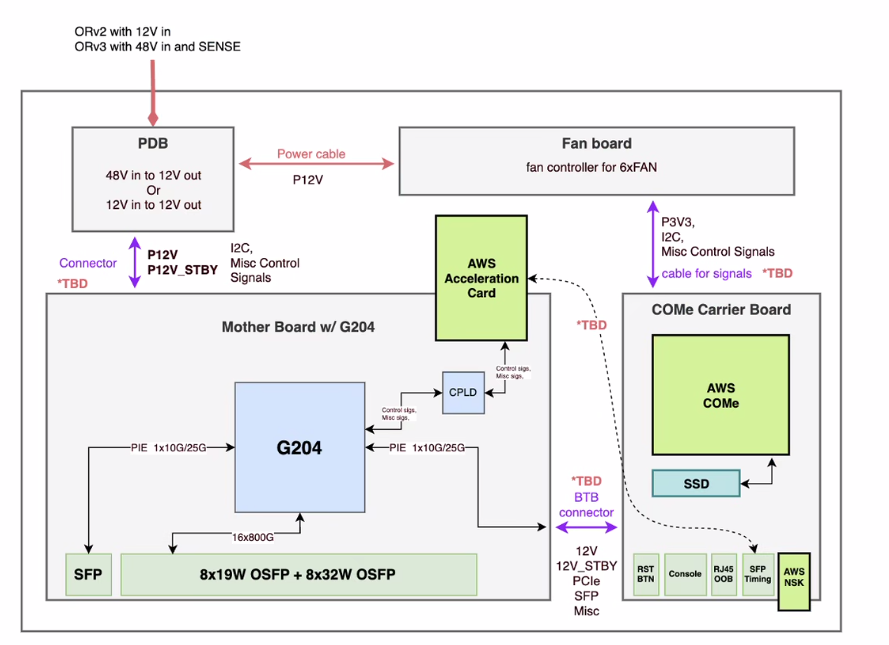 ORv2 with 12V in
ORv3 with 48V in and SENSE
PDB
48V in to 12V out
Or
12V in to 12V out
Power cable
P12V
Fan board
fan controller for 6xFAN
Connector
*TBD
P12V
P12V_STBY
I2C,
Misc Control
Signals
P3V3,
I2C,
Misc Control Signals
cable for signals *TBD
AWS
Acceleration
Card
Mother Board w/ G204
*TBD
COMe Carrier Board
Control sigs,
Misc sigs,
CPLD
Control sigs,
Misc sigs,
AWS
COMe
G204
PIE 1x10G/25G
PIE 1x10G/25G
SSD
*TBD
BTB
connector
16x800G
12V
12V_STBY
PCIe
SFP
Misc
SFP
8x19W OSFP + 8x32W OSFP
RST
BTN
Console
RJ45
OOB
SFP
Timing
AWS
NSK